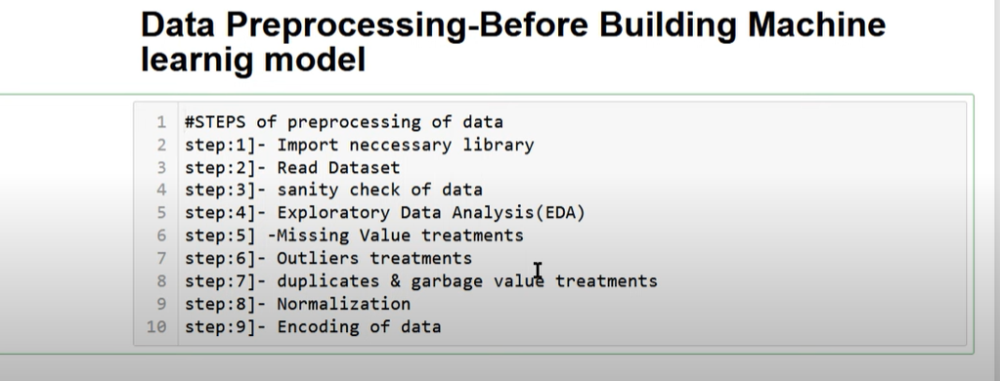 Data Preprocessing-Before Building Machine
learnig model
1 #STEPS of preprocessing of data
2 step:1]- Import neccessary library
3 step:2]- Read Dataset
4 step:3]- sanity check of data
5 step:4]- Exploratory Data Analysis(EDA)
6 step:5] -Missing Value treatments
7 step:6]- Outliers treatments
8 step:7]- duplicates & garbage value treatments
9 step:8]- Normalization
10 step:9]- Encoding of data